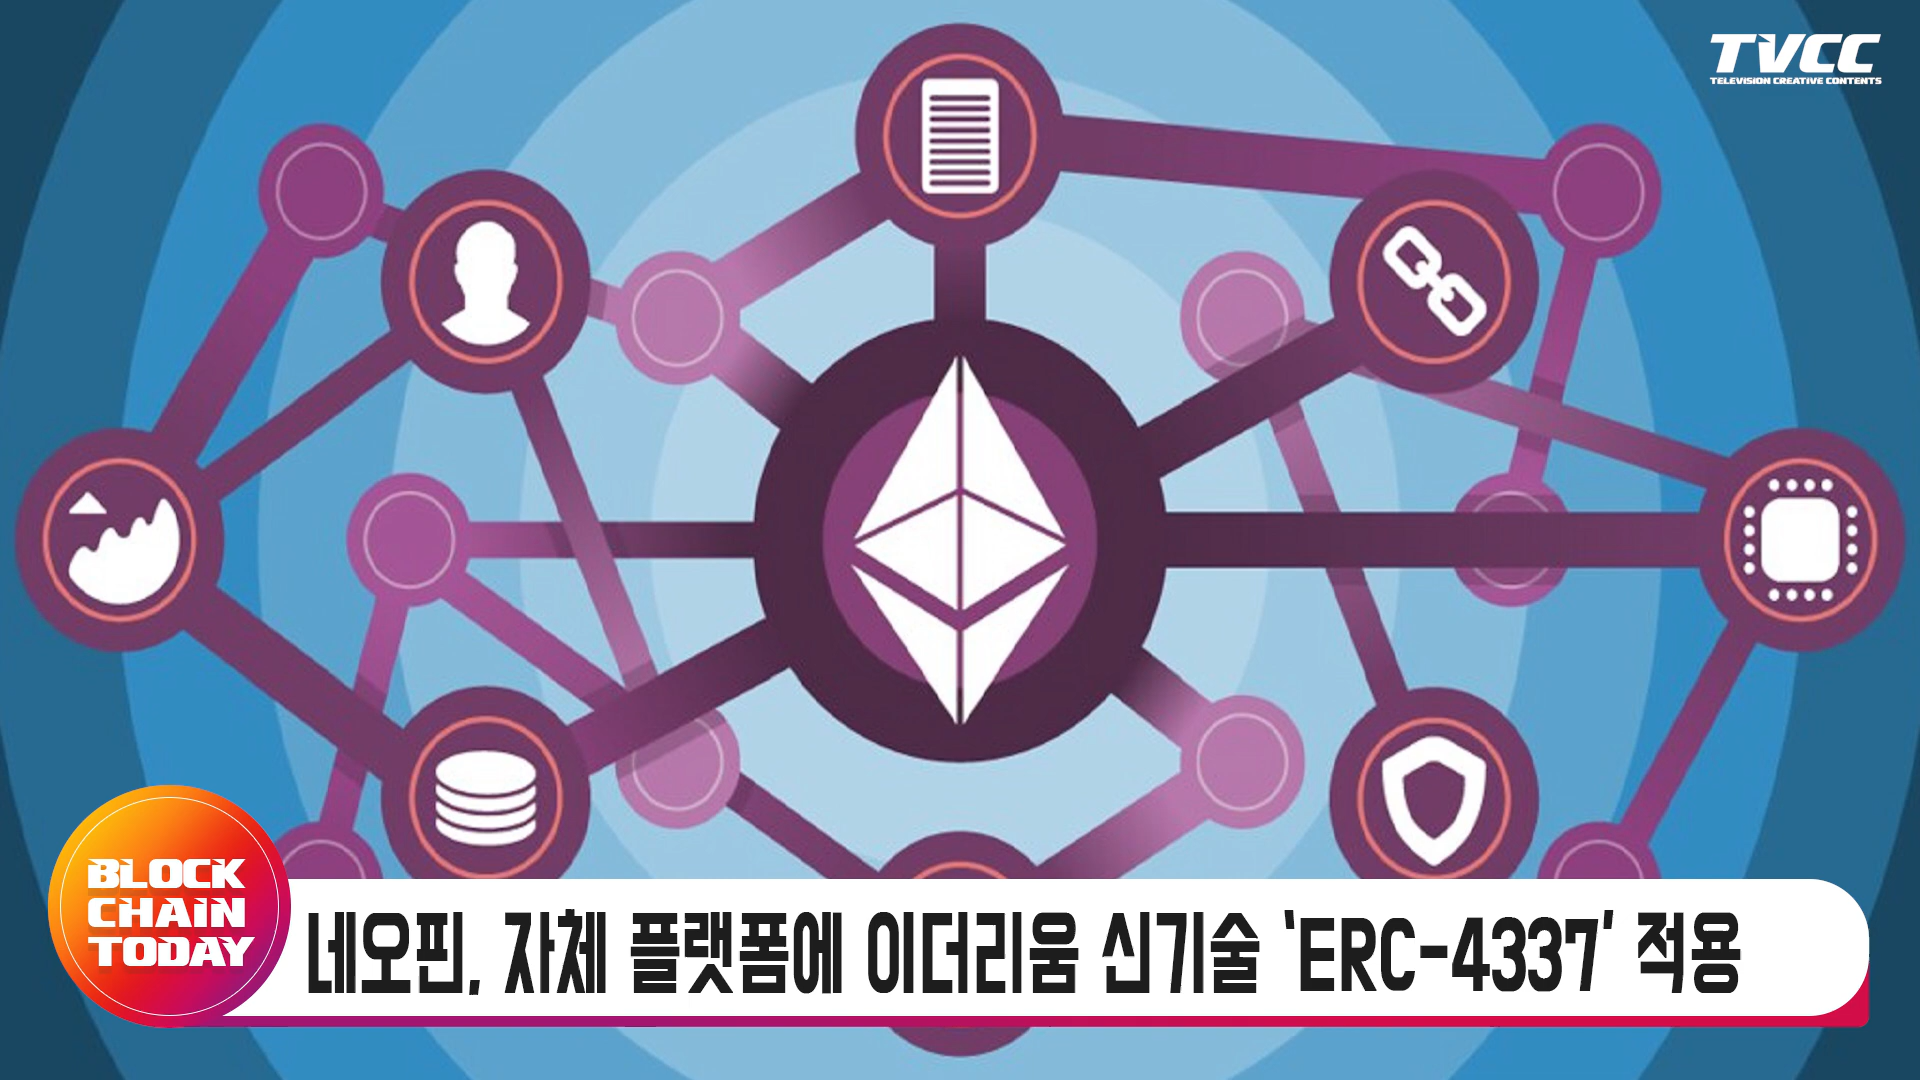 TVCC
TELEVISION CREATIVE CONTENTS
BLOCK
CHAIN
TODAY
네오핀, 자체 플랫폼에 이더리움 신기술 ‘ERC-4337’ 적용